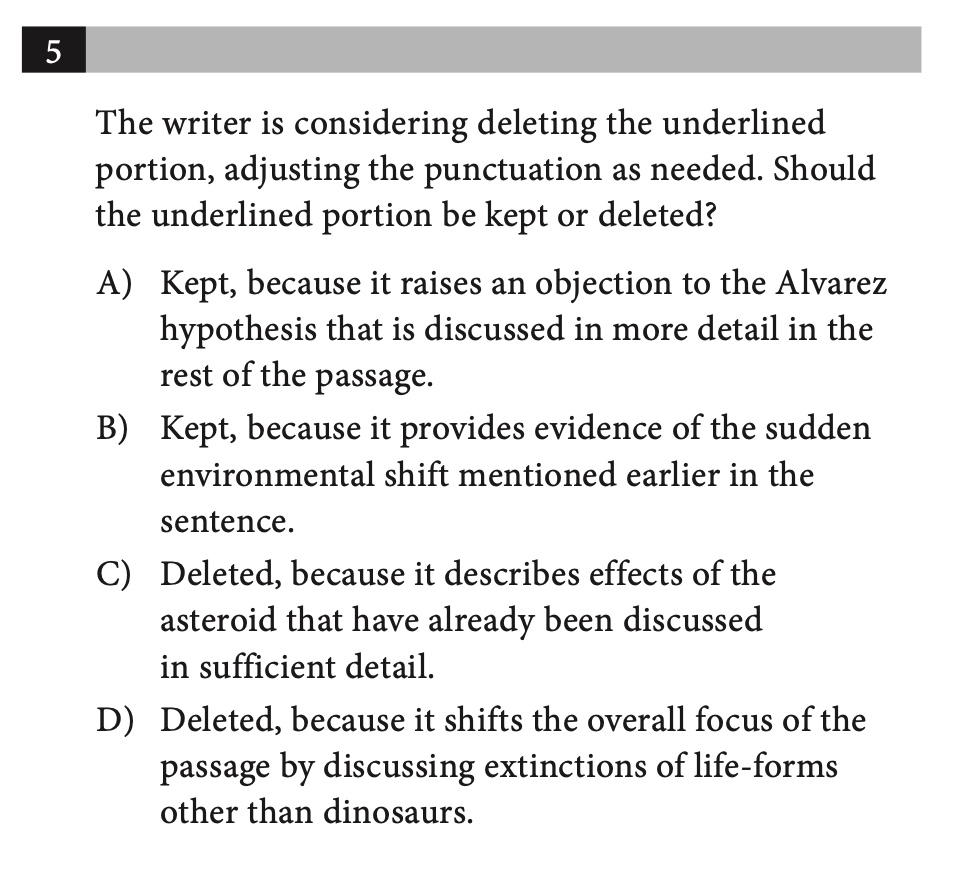 5
The writer is considering deleting the underlined
portion, adjusting the punctuation as needed. Should
the underlined portion be kept or deleted?
A) Kept, because it raises an objection to the Alvarez
hypothesis that is discussed in more detail in the
rest of the passage.
B) Kept, because it provides evidence of the sudden
environmental shift mentioned earlier in the
sentence.
C) Deleted, because it describes effects of the
asteroid that have already been discussed
in sufficient detail.
D) Deleted, because it shifts the overall focus of the
passage by discussing extinctions of life-forms
other than dinosaurs.